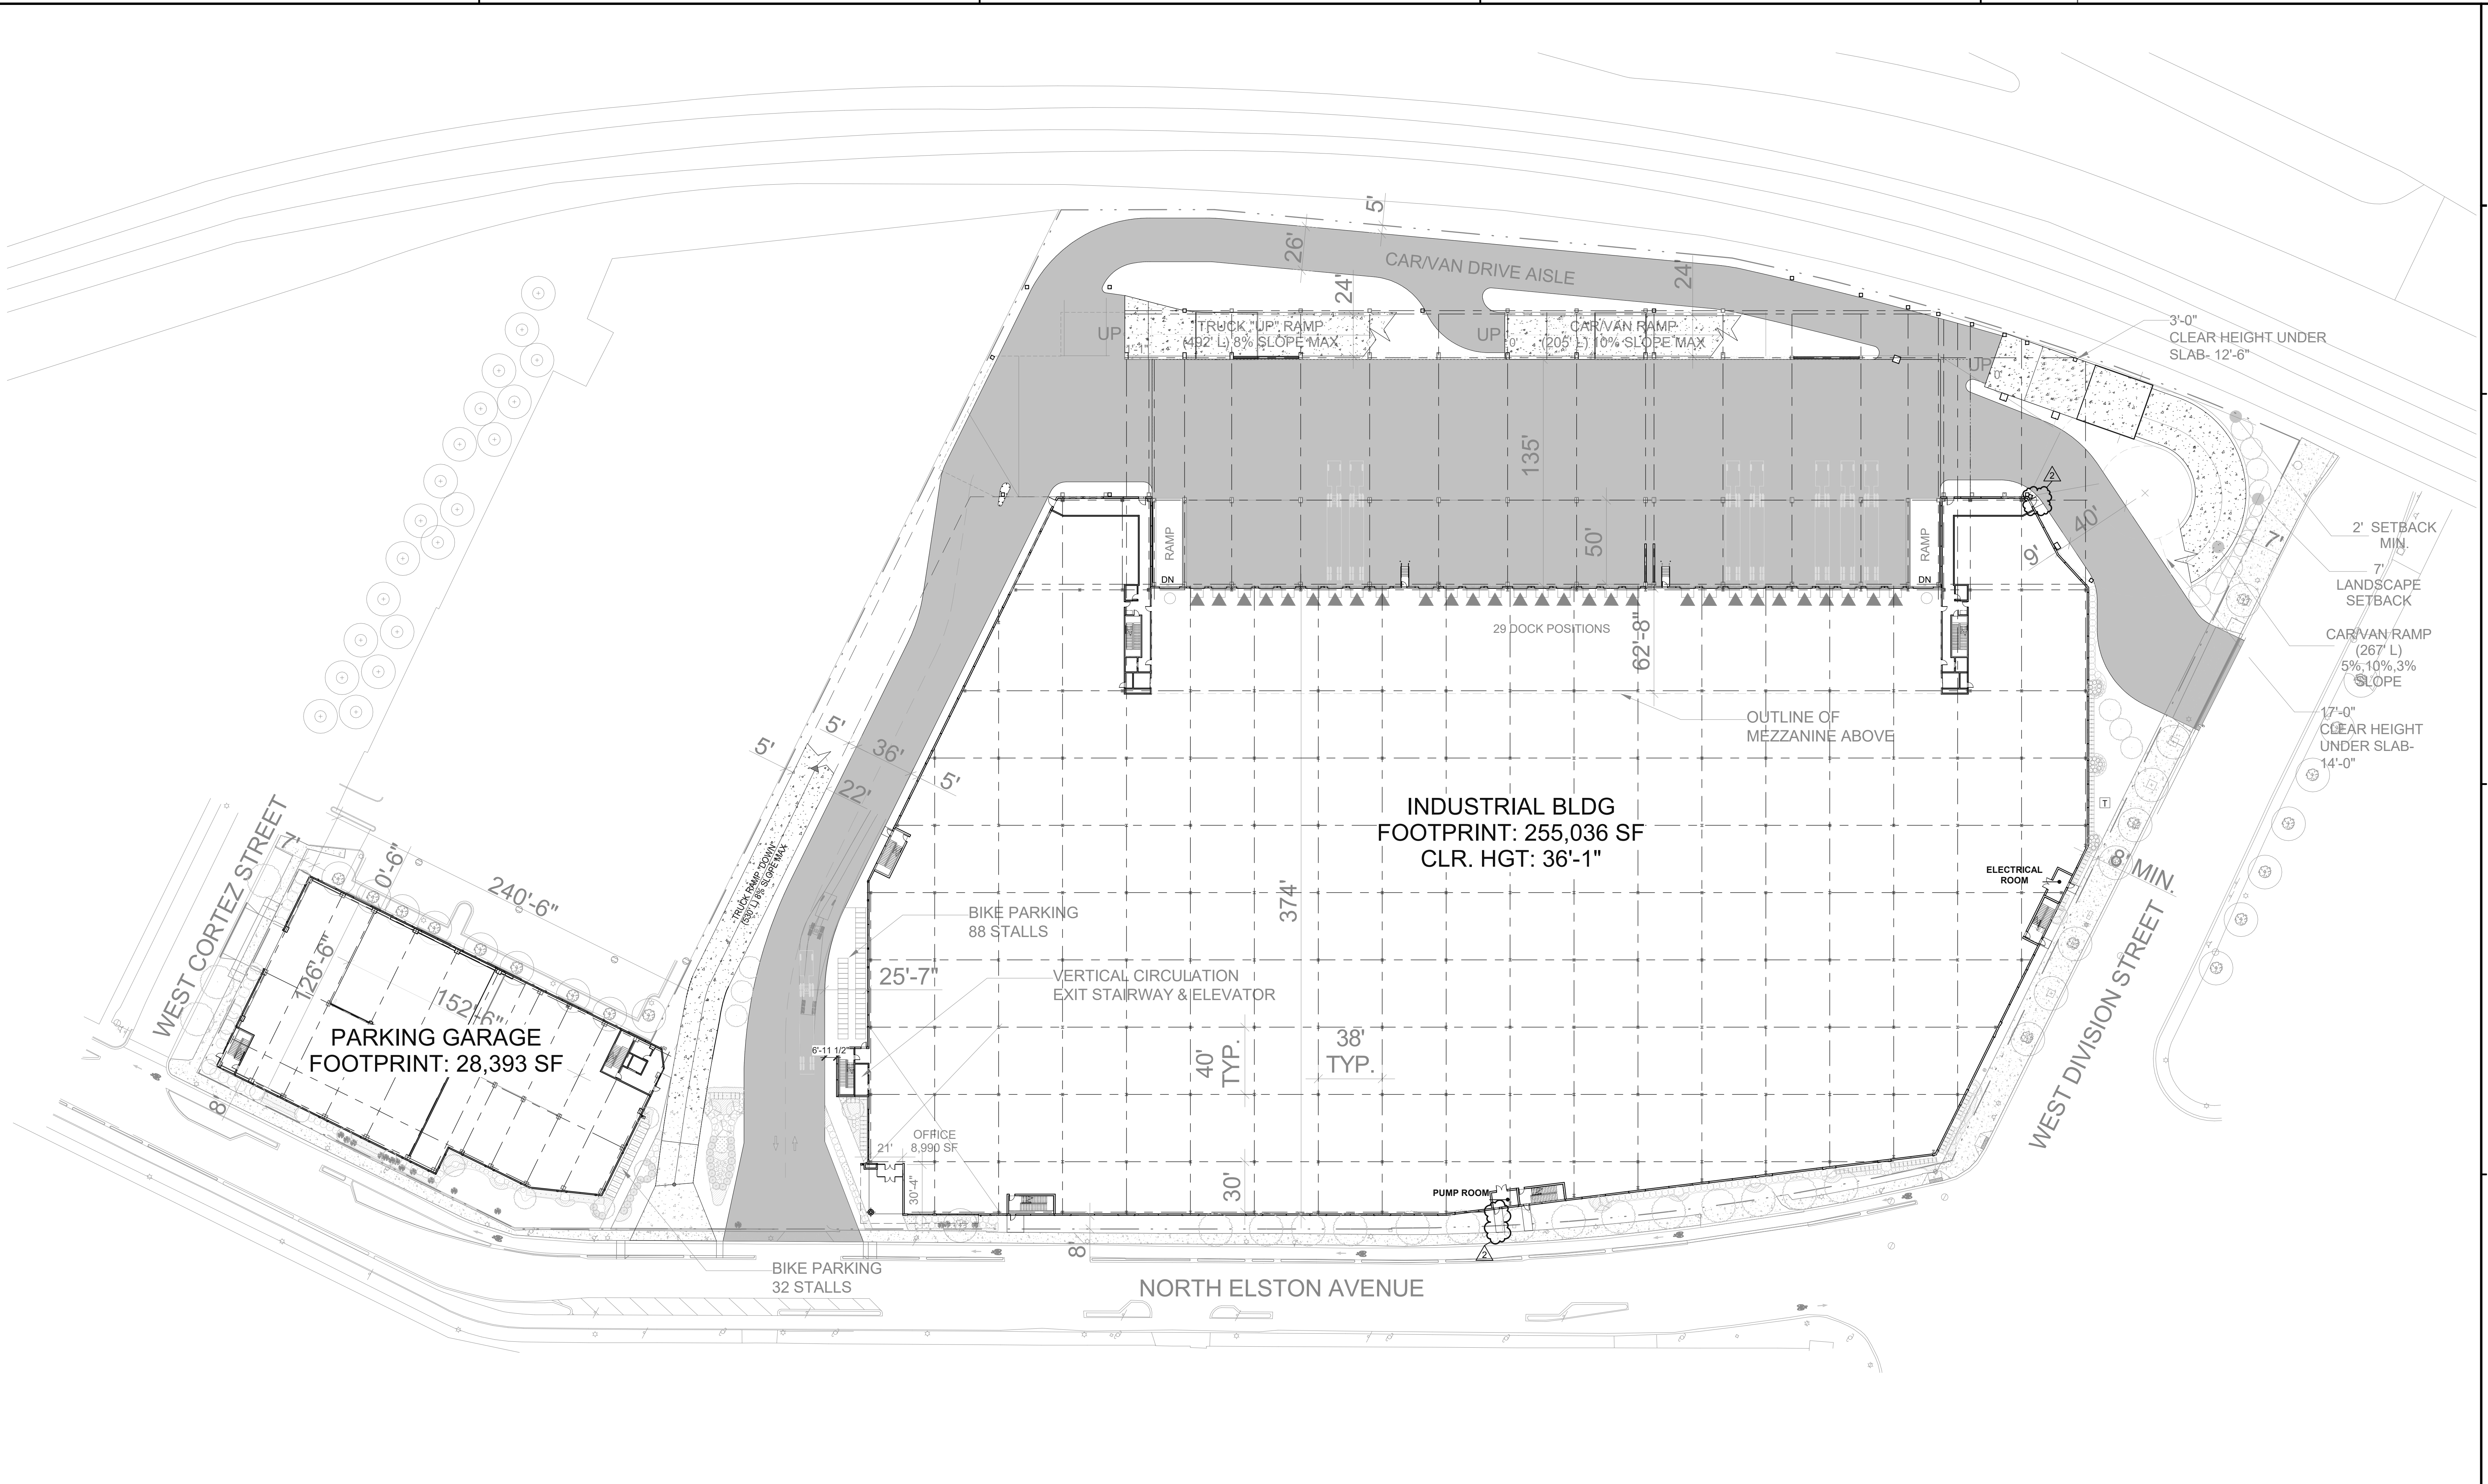 5'
26'
CAR/VAN DRIVE AISLE
24'
24'
3'-0"
CLEAR HEIGHT UNDER
SLAB- 12'-6"
UP
TRUCK "UP" RAMP
(492' L) 8% SLOPE MAX
UP
0'
CAR/VAN RAMP
(205' L) 10% SLOPE MAX
UP
0'
135'
2
40'
9'
7'
2' SETBACK
MIN.
7'
LANDSCAPE
SETBACK
RAMP
DN
50'
RAMP
DN
29 DOCK POSITIONS
62'-8"
CAR/VAN RAMP
(267' L)
5%,10%,3%
SLOPE
17'-0"
CLEAR HEIGHT
UNDER SLAB-
14'-0"
OUTLINE OF
MEZZANINE ABOVE
5'
5'
36'
5'
22'
TRUCK RAMP "DOWN"
(530' L) 8% SLOPE MAX
INDUSTRIAL BLDG
FOOTPRINT: 255,036 SF
CLR. HGT: 36'-1"
T
8' MIN.
ELECTRICAL
ROOM
WEST CORTEZ STREET
7'
0'-6"
240'-6"
126'-6"
152'-6"
PARKING GARAGE
FOOTPRINT: 28,393 SF
8'
374'
BIKE PARKING
88 STALLS
25'-7"
VERTICAL CIRCULATION
EXIT STAIRWAY & ELEVATOR
6'-11 1/2"
40'
TYP.
38'
TYP.
WEST DIVISION STREET
21'
OFFICE
8,990 SF
30'-4"
30'
PUMP ROOM
8'
2
BIKE PARKING
32 STALLS
NORTH ELSTON AVENUE